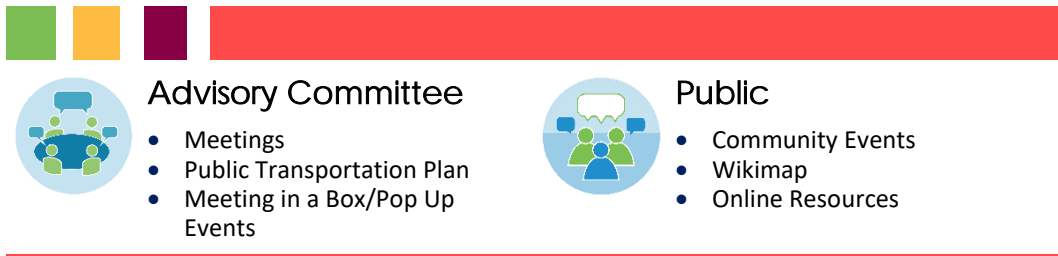 Advisory Committee
Meetings
Public Transportation Plan
Meeting in a Box/Pop Up
Events
Public
Community Events
Wikimap
Online Resources